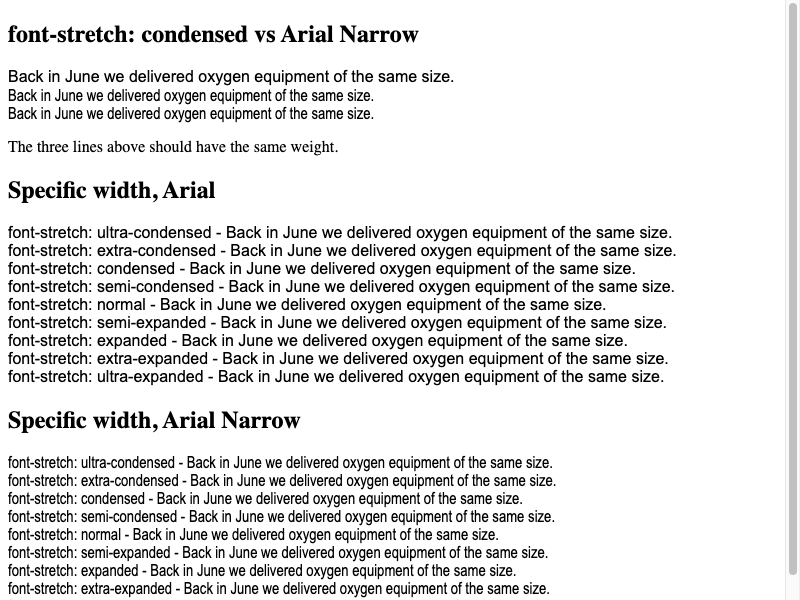 font-stretch: condensed vs Arial Narrow
Back in June we delivered oxygen equipment of the same size.
Back in June we delivered oxygen equipment of the same size.
Back in June we delivered oxygen equipment of the same size.
The three lines above should have the same weight.
Specific width, Arial
font-stretch: ultra-condensed - Back in June we delivered oxygen equipment of the same size.
font-stretch: extra-condensed - Back in June we delivered oxygen equipment of the same size.
font-stretch: condensed - Back in June we delivered oxygen equipment of the same size.
font-stretch: semi-condensed - Back in June we delivered oxygen equipment of the same size.
font-stretch: normal - Back in June we delivered oxygen equipment of the same size.
font-stretch: semi-expanded - Back in June we delivered oxygen equipment of the same size.
font-stretch: expanded - Back in June we delivered oxygen equipment of the same size.
font-stretch: extra-expanded - Back in June we delivered oxygen equipment of the same size.
font-stretch: ultra-expanded - Back in June we delivered oxygen equipment of the same size.
Specific width, Arial Narrow
font-stretch: ultra-condensed - Back in June we delivered oxygen equipment of the same size.
font-stretch: extra-condensed - Back in June we delivered oxygen equipment of the same size.
font-stretch: condensed - Back in June we delivered oxygen equipment of the same size.
font-stretch: semi-condensed - Back in June we delivered oxygen equipment of the same size.
font-stretch: normal - Back in June we delivered oxygen equipment of the same size.
font-stretch: semi-expanded - Back in June we delivered oxygen equipment of the same size.
font-stretch: expanded - Back in June we delivered oxygen equipment of the same size.
font-stretch: extra-expanded - Back in June we delivered oxygen equipment of the same size.